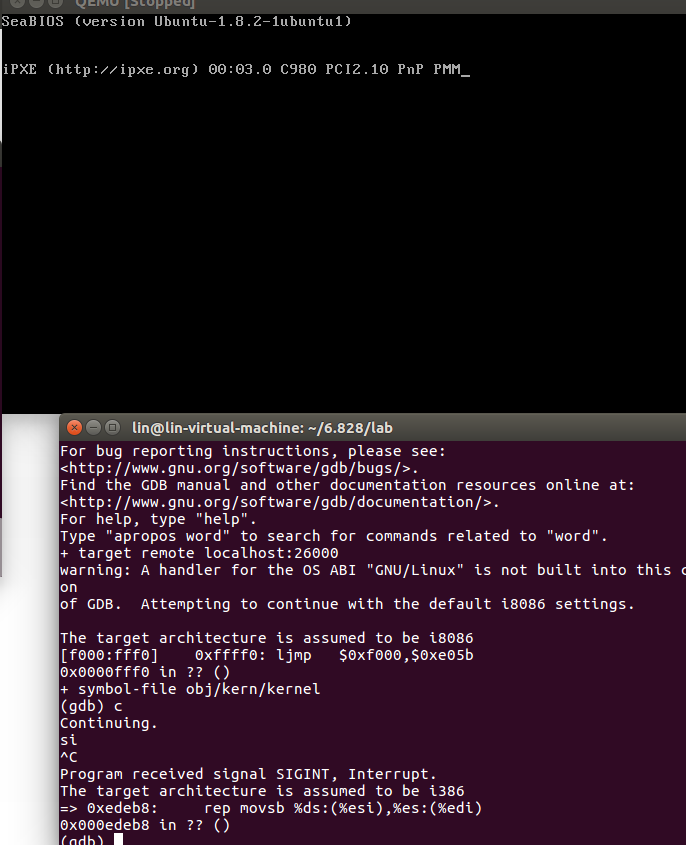 QEMU [Stopped]
SeaBIOS (version Ubuntu-1.8.2-1ubuntu1)
iPXE (http://ipxe.org) 00:03.0 C980 PCI2.10 PnP PMM_
lin@lin-virtual-machine: ~/6.828/lab
For bug reporting instructions, please see:
<http://www.gnu.org/software/gdb/bugs/>.
Find the GDB manual and other documentation resources online at:
<http://www.gnu.org/software/gdb/documentation/>.
For help, type "help".
Type "apropos word" to search for commands related to "word".
+ target remote localhost:26000
warning: A handler for the OS ABI "GNU/Linux" is not built into this c
on
of GDB.  Attempting to continue with the default i8086 settings.
The target architecture is assumed to be i8086
[f000:fff0]    0xffff0: ljmp   $0xf000,$0xe05b
0x0000fff0 in ?? ()
+ symbol-file obj/kern/kernel
(gdb) c
Continuing.
si
^C
Program received signal SIGINT, Interrupt.
The target architecture is assumed to be i386
=> 0xedeb8:     rep movsb %ds:(%esi),%es:(%edi)
0x000edeb8 in ?? ()
(gdb)